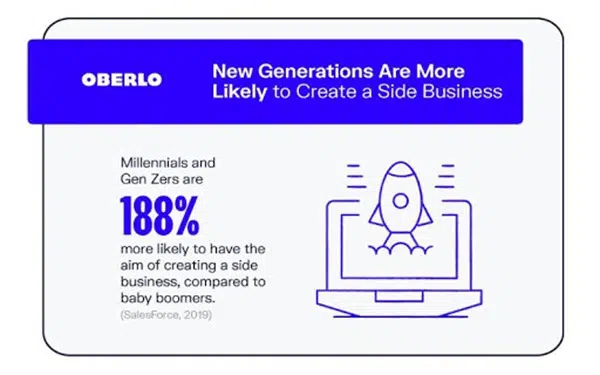 OBERLO
New Generations Are More
Likely to Create a Side Business
Millennials and
Gen Zers are
188%
more likely to have the
aim of creating a side
business, compared to
baby boomers.
(SalesForce, 2019)